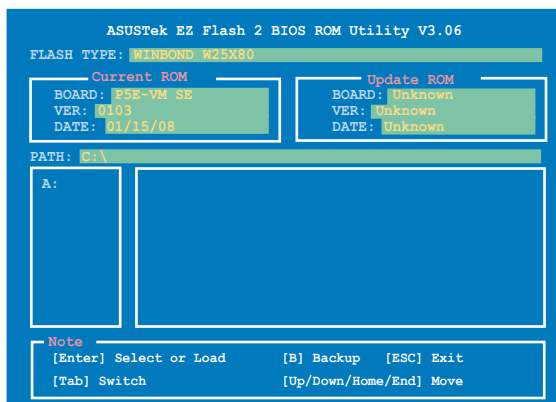 ASUSTek EZ Flash 2 BIOS ROM Utility V3.06
FLASH TYPE: WINBOND W25X80
Current ROM
BOARD: P5E-VM SE
VER: 0103
DATE: 01/15/08
Update ROM
BOARD: Unknown
VER: Unknown
DATE: Unknown
PATH: C:\
A:
Note
[Enter] Select or Load [B] Backup [ESC] Exit
[Tab] Switch [Up/Down/Home/End] Move